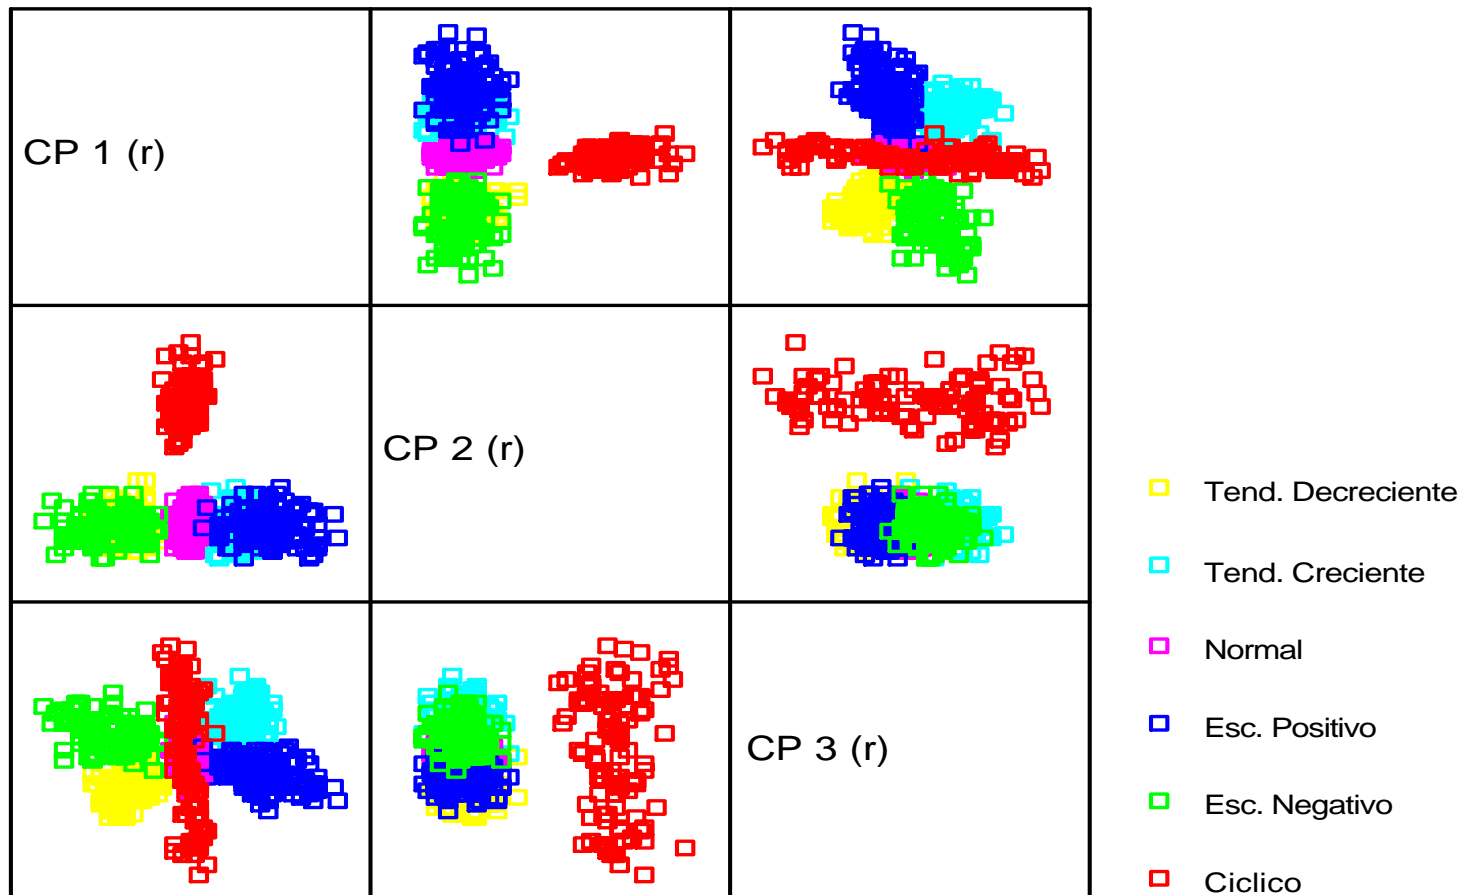 CP 1 (r)
CP 2 (r)
CP 3 (r)
Tend. Decreciente
Tend. Creciente
Normal
Esc. Positivo
Esc. Negativo
Ciclico